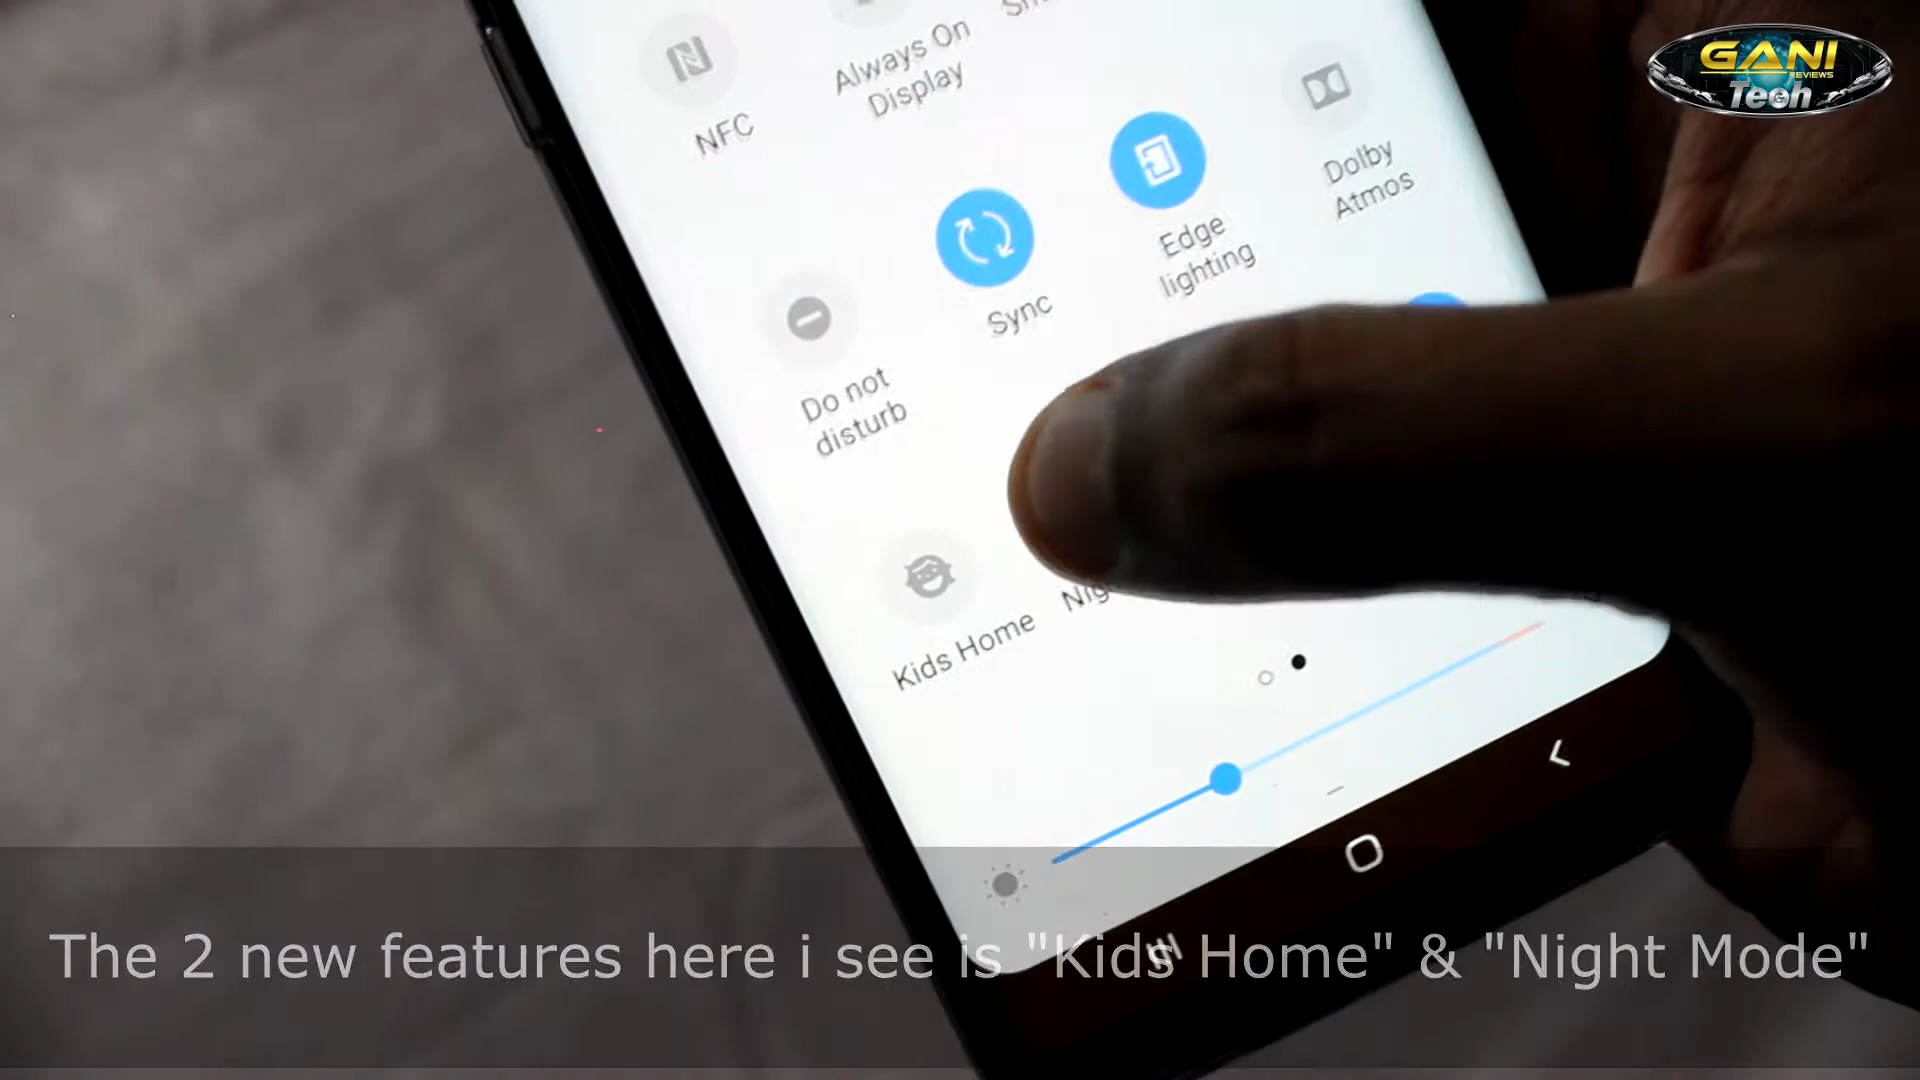 GANI
REVIEWS
Tech
NFC
Always On
Display
Dolby
Atmos
Edge
lighting
Sync
Do not
disturb
Kids Home
The 2 new features here i see is "Kids Home" & "Night Mode"